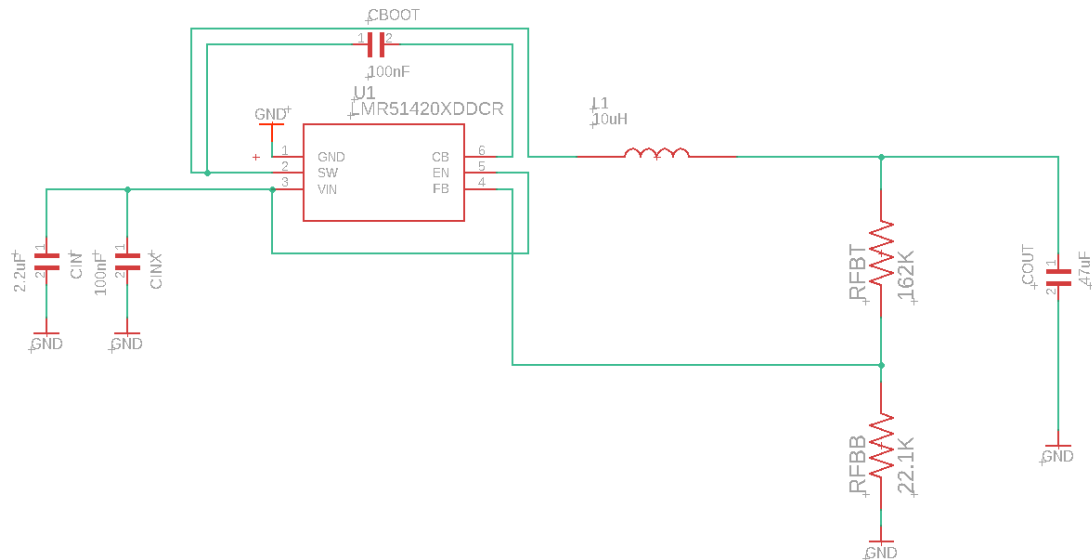 CBOOT
1 2
100nF
U1
LMR51420XDDCR
GND
1 GND CB 6
2 SW EN 5
3 VIN FB 4
L1
10uH
2.2uF
1
2
CIN
100nF
1
2
CINX
GND
GND
RFBT
162K
COUT
1
2
47uF
RFBB
22.1K
GND
GND